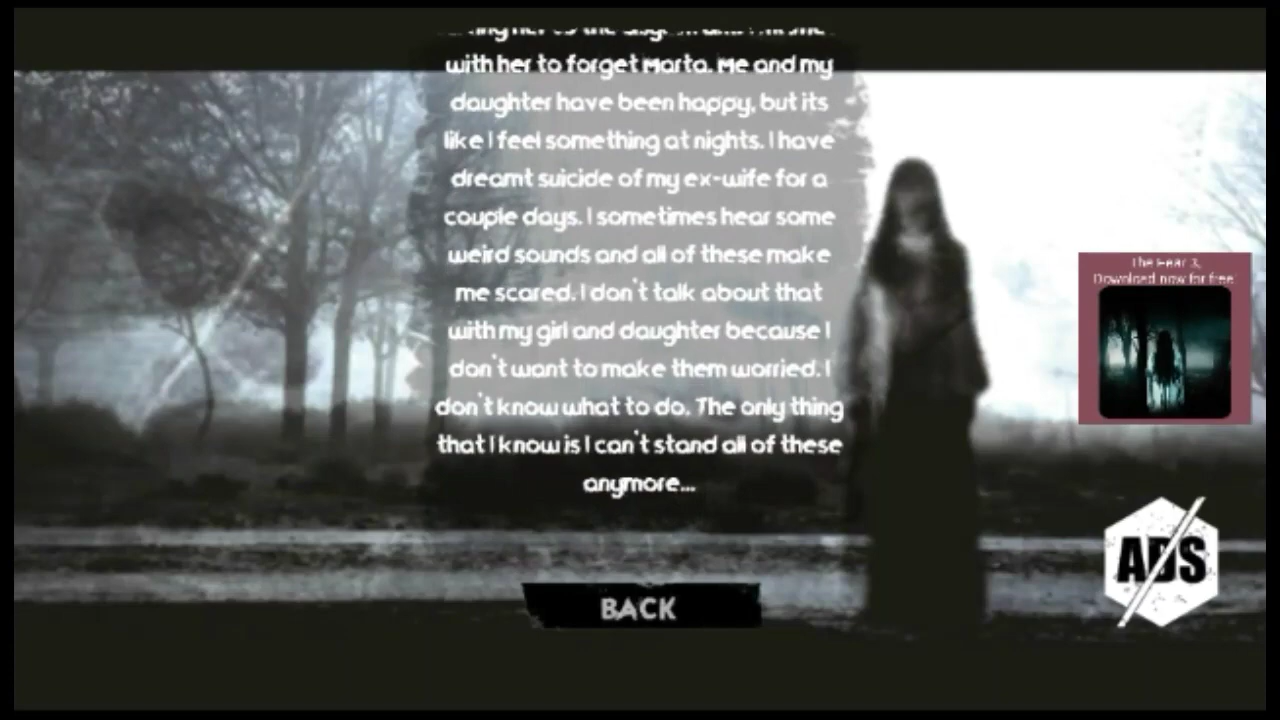 with her to forget Marta. Me and my
daughter have been happy, but its
like I feel something at nights. I have
dreamt suicide of my ex-wife for a
couple days. I sometimes hear some
weird sounds and all of these make
me scared. I don't talk about that
with my girl and daughter because I
don't want to make them worried. I
don't know what to do. The only thing
that I know is I can't stand all of these
anymore...
BACK
The Fear 3,
Download now for free!
ADS